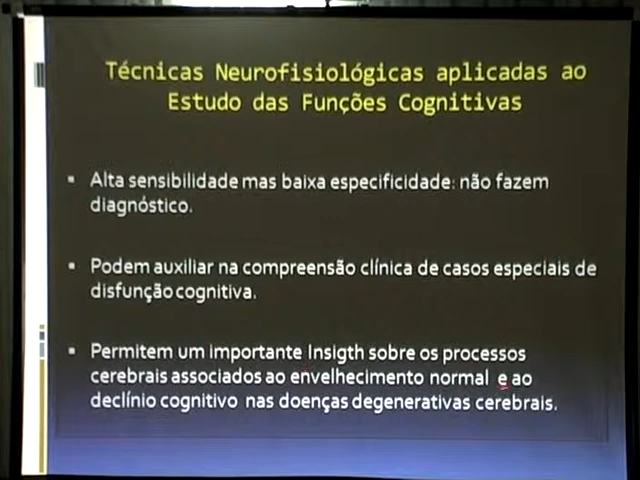 Técnicas Neurofisiológicas aplicadas ao
Estudo das Funções Cognitivas
Alta sensibilidade mas baixa especificidade: não fazem
diagnóstico.
Podem auxiliar na compreensão clínica de casos especiais de
disfunção cognitiva.
Permitem um importante Insigth sobre os processos
cerebrais associados ao envelhecimento normal e ao
declínio cognitivo nas doenças degenerativas cerebrais.